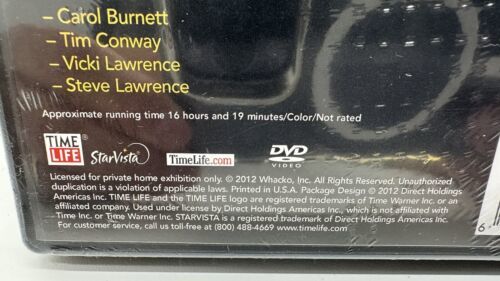 – Carol Burnett
– Tim Conway
– Vicki Lawrence
– Steve Lawrence
Approximate running time 16 hours and 19 minutes/Color/Not rated
TIME LIFE StarVista TimeLife.com DVD VIDEO
Licensed for private home exhibition only. © 2012 Whacko, Inc. All Rights Reserved. Unauthorized
duplication is a violation of applicable laws. Printed in U.S.A. Package Design © 2012 Direct Holdings
Americas Inc. TIME LIFE and the TIME LIFE logo are registered trademarks of Time Warner Inc. or an
affiliated company. Used under license by Direct Holdings Americas Inc., which is not affiliated with
Time Inc. or Time Warner Inc. STARVISTA is a registered trademark of Direct Holdings Americas Inc.
For customer service, call us toll-free at (800) 488-4669 www.timelife.com
6